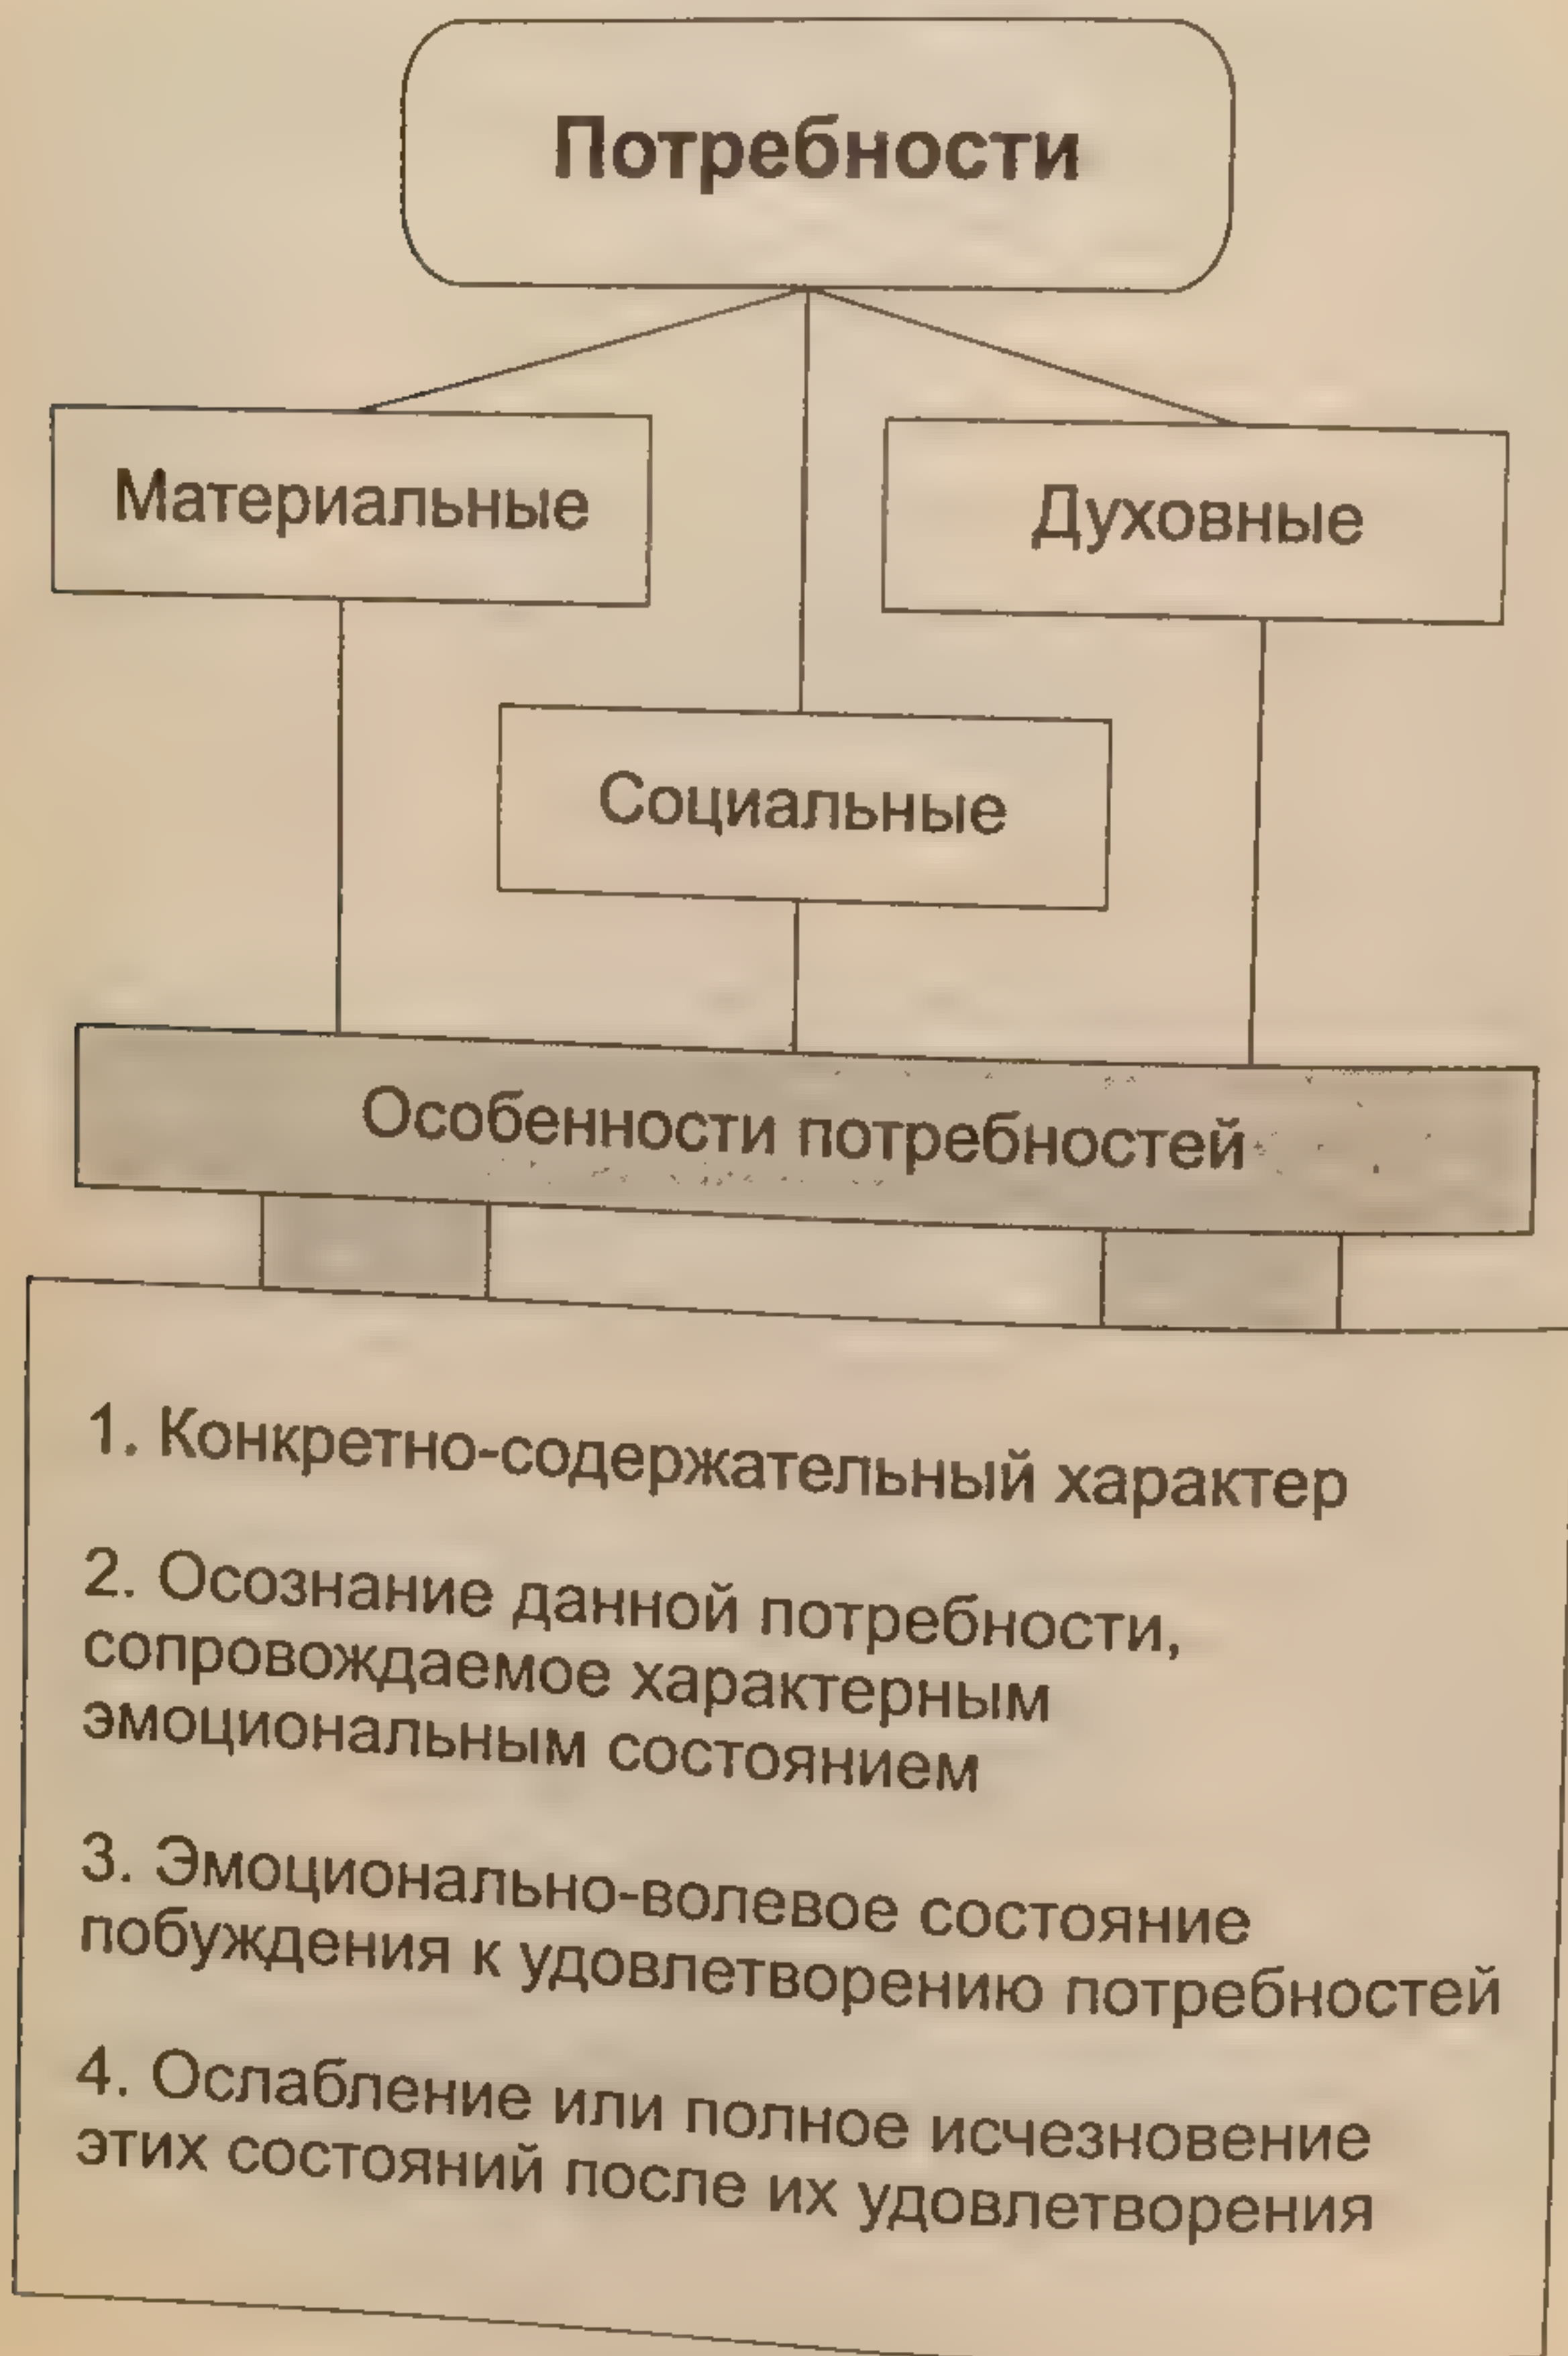 Потребности
Материальные
Духовные
Социальные
Особенности потребностей
1. Конкретно-содержательный характер
2. Осознание данной потребности,
сопровождаемое характерным
эмоциональным состоянием
3. Эмоционально-волевое состояние
побуждения к удовлетворению потребностей
4. Ослабление или полное исчезновение
этих состояний после их удовлетворения